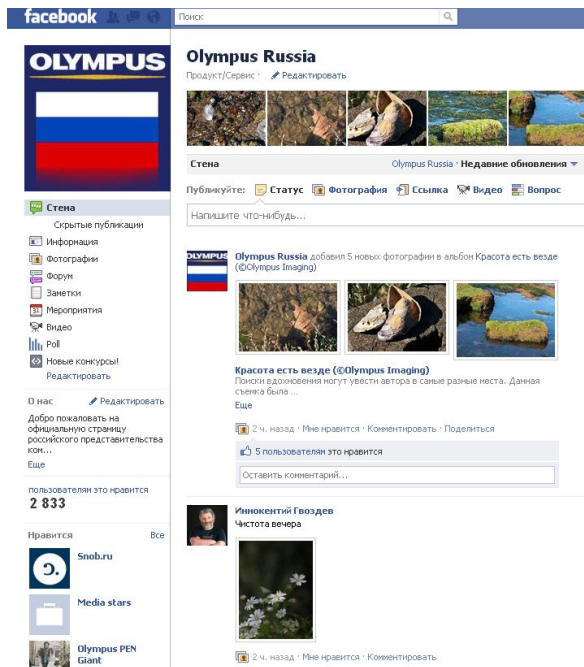 facebook
Поиск
OLYMPUS
Olympus Russia
Продукт/Сервис · Редактировать
Стена
Olympus Russia · Недавние обновления
Публикуйте: Статус Фотография Ссылка Видео Вопрос
Напишите что-нибудь...
Стена
Скрытые публикации
Информация
Фотографии
Форум
Заметки
Мероприятия
Видео
Poll
Новые конкурсы!
Редактировать
О нас Редактировать
Добро пожаловать на
официальную страницу
российского представительства
ком...
Еще
пользователям это нравится
2 833
Нравится Все
Snob.ru
Media stars
Olympus PEN
Giant
OLYMPUS
Olympus Russia добавил 5 новых фотографии в альбом Красота есть везде
(©Olympus Imaging)
Красота есть везде (©Olympus Imaging)
Поиски вдохновения могут увести автора в самые разные места. Данная
съемка была ...
Еще
2 ч. назад · Мне нравится · Комментировать · Поделиться
5 пользователям это нравится
Оставить комментарий...
Иннокентий Гвоздев
Чистота вечера
2 ч. назад · Мне нравится · Комментировать